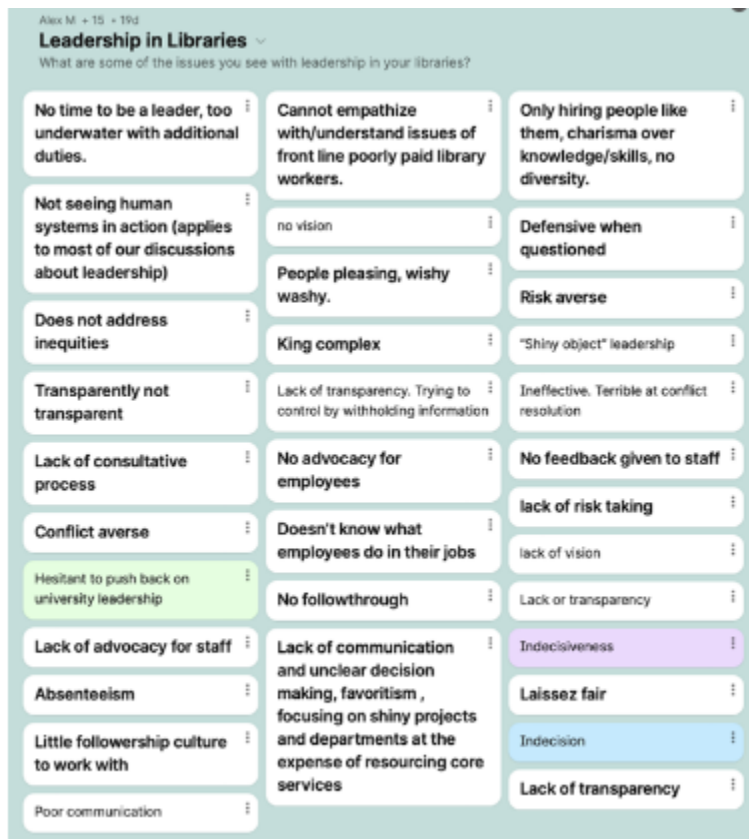 Alex M + 15 • 19d
Leadership in Libraries
What are some of the issues you see with leadership in your libraries?
No time to be a leader, too
underwater with additional
duties.
Not seeing human
systems in action (applies
to most of our discussions
about leadership)
Does not address
inequities
Transparently not
transparent
Lack of consultative
process
Conflict averse
Hesitant to push back on
university leadership
Lack of advocacy for staff
Absenteeism
Little followership culture
to work with
Poor communication
Cannot empathize
with/understand issues of
front line poorly paid library
workers.
no vision
People pleasing, wishy
washy.
King complex
Lack of transparency. Trying to
control by withholding information
No advocacy for
employees
Doesn't know what
employees do in their jobs
No followthrough
Lack of communication
and unclear decision
making, favoritism ,
focusing on shiny projects
and departments at the
expense of resourcing core
services
Only hiring people like
them, charisma over
knowledge/skills, no
diversity.
Defensive when
questioned
Risk averse
"Shiny object" leadership
Ineffective. Terrible at conflict
resolution
No feedback given to staff
lack of risk taking
lack of vision
Lack or transparency
Indecisiveness
Laissez fair
Indecision
Lack of transparency